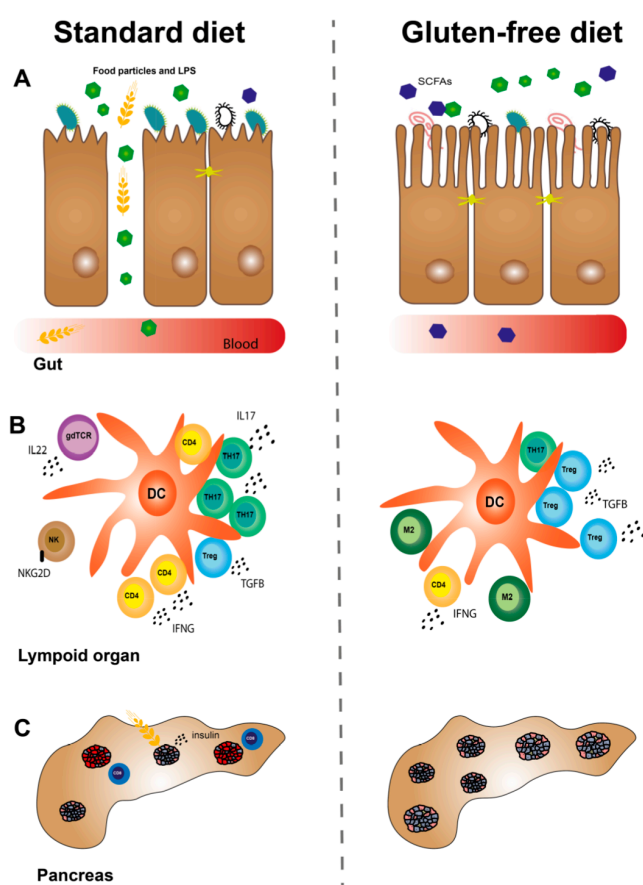 Standard diet
Gluten-free diet
A
Food particles and LPS
SCFAs
Blood
Gut
B
gdTCR
IL22
CD4
IL17
TH17
DC
TH17
TH17
NK
NKG2D
Treg
CD4
CD4
TGFB
IFNG
TH17
Treg
DC
Treg
TGFB
M2
Treg
CD4
M2
IFNG
Lympoid organ
C
insulin
CD8
CD8
Pancreas